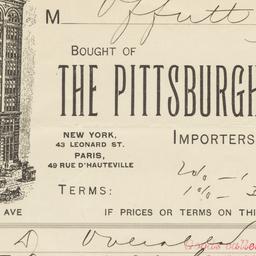 M Offutt
BOUGHT OF
THE PITTSBURGH
NEW YORK,
43 LEONARD ST.
PARIS,
49 RUE D'HAUTEVILLE
IMPORTERS
TERMS:
AVE
IF PRICES OR TERMS ON THI